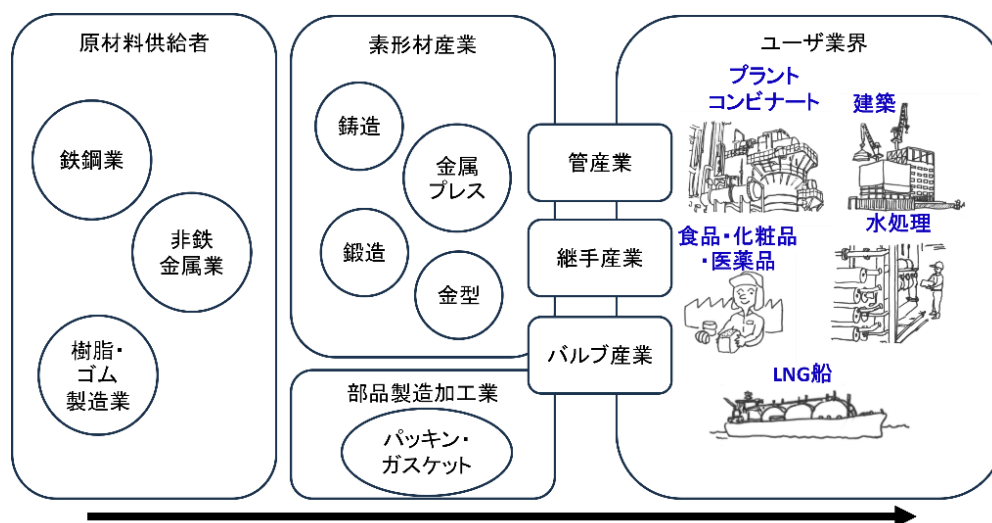 原材料供給者
鉄鋼業
非鉄
金属業
樹脂・
ゴム
製造業
素形材産業
鋳造
金属
プレス
鍛造
金型
部品製造加工業
パッキン・
ガスケット
管産業
継手産業
バルブ産業
ユーザ業界
プラント
コンビナート
建築
食品・化粧品
・医薬品
水処理
LNG船